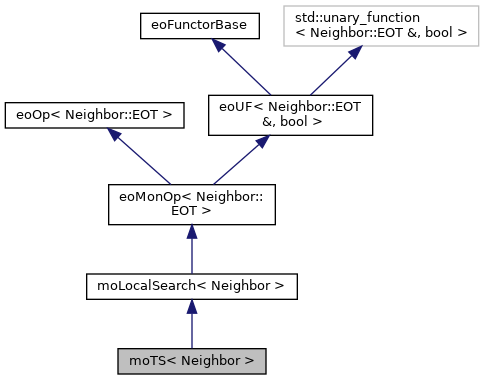 eoFunctorBase
std::unary_function
< Neighbor::EOT &, bool >
eoOp< Neighbor::EOT >
eoUF< Neighbor::EOT
&, bool >
eoMonOp< Neighbor::
EOT >
moLocalSearch< Neighbor >
moTS< Neighbor >